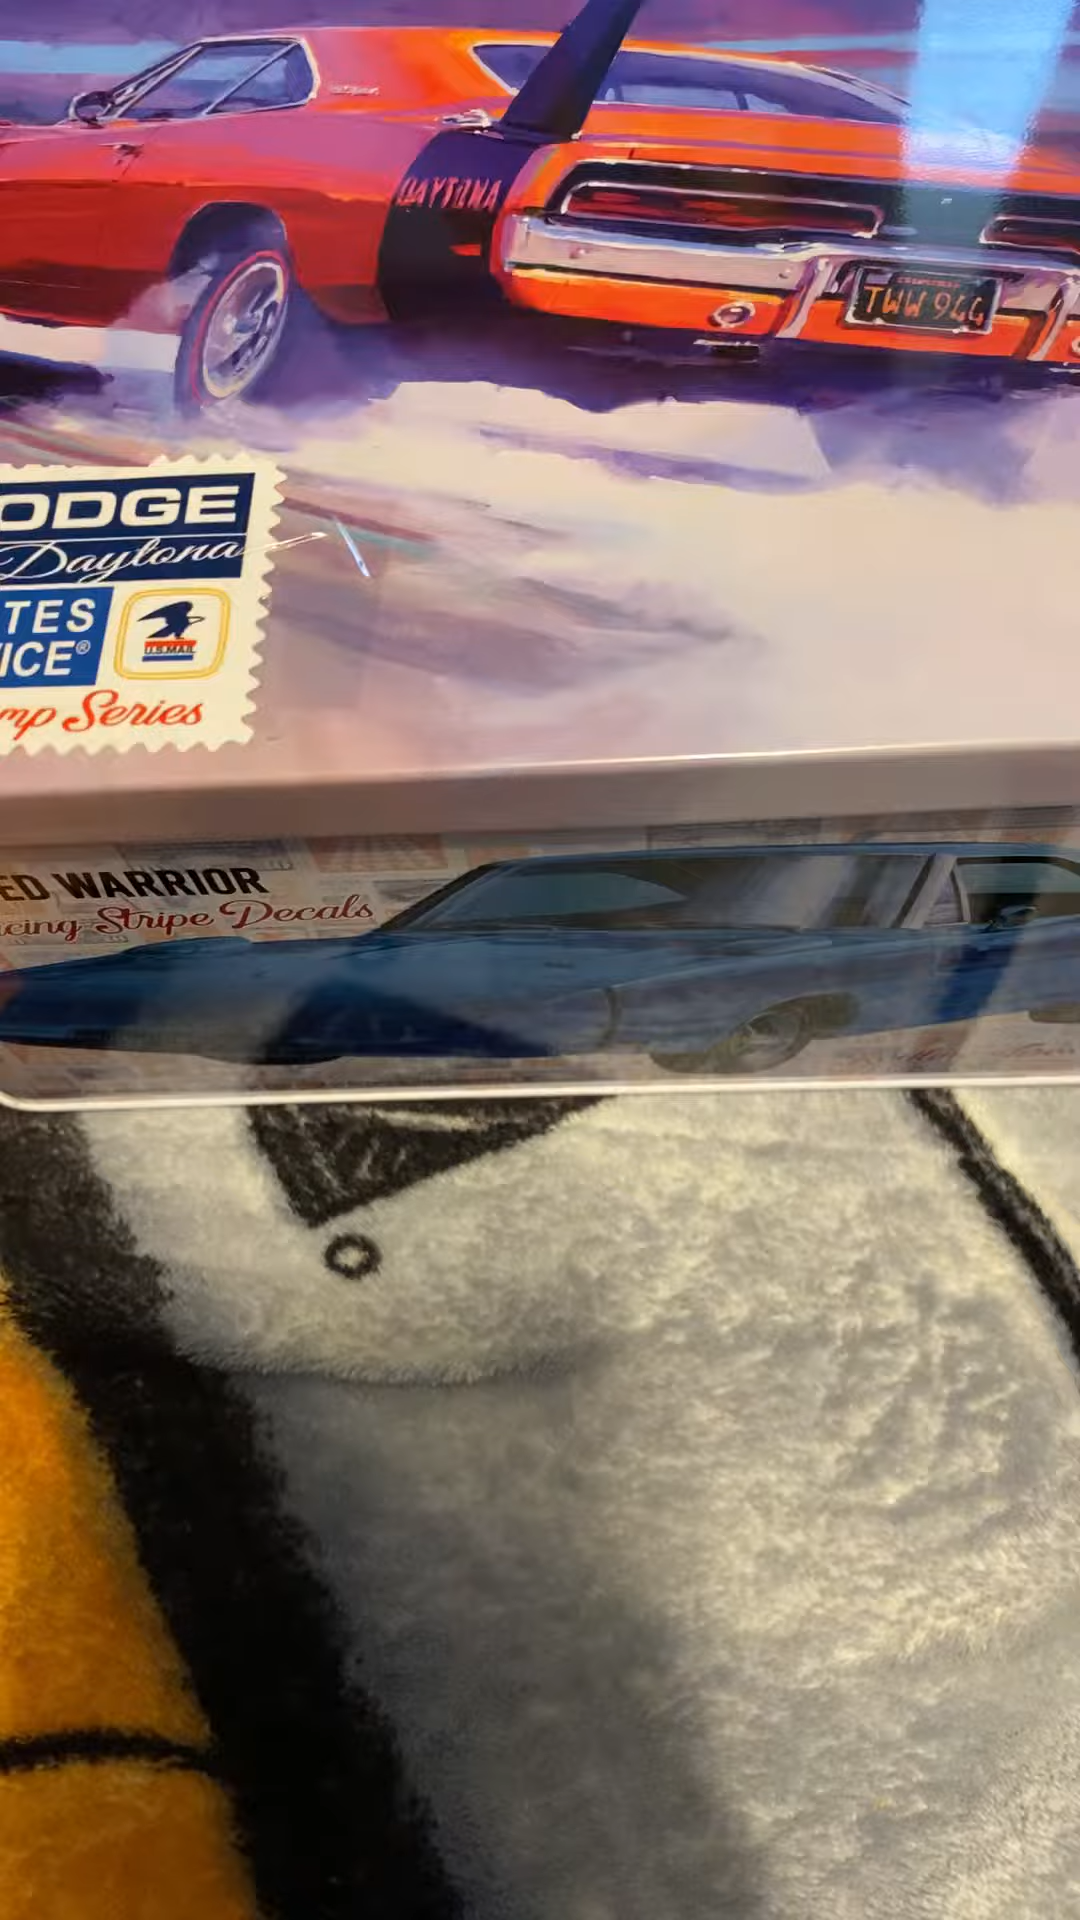 DAYTONA
TWW 944
ODGE
Daytona
TES
ICE®
U.S.MAIL
mp Series
ED WARRIOR
cing Stripe Decals